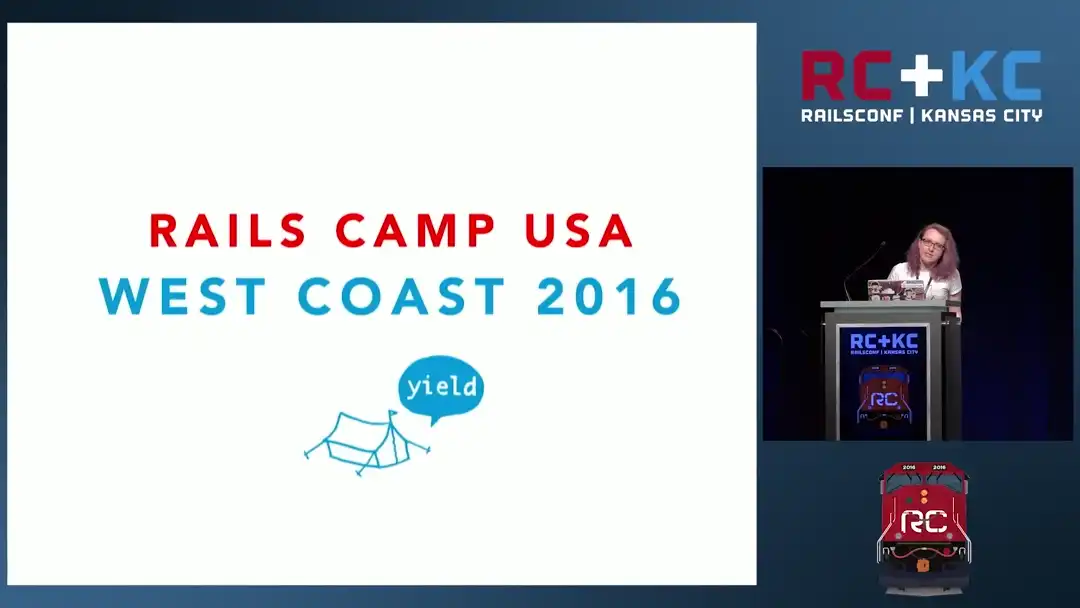 RAILS CAMP USA
WEST COAST 2016
yield
RC+KC
RAILSCONF | KANSAS CITY
RC+KC
RAILSCONF | KANSAS CITY
RC
2016 2016
RC